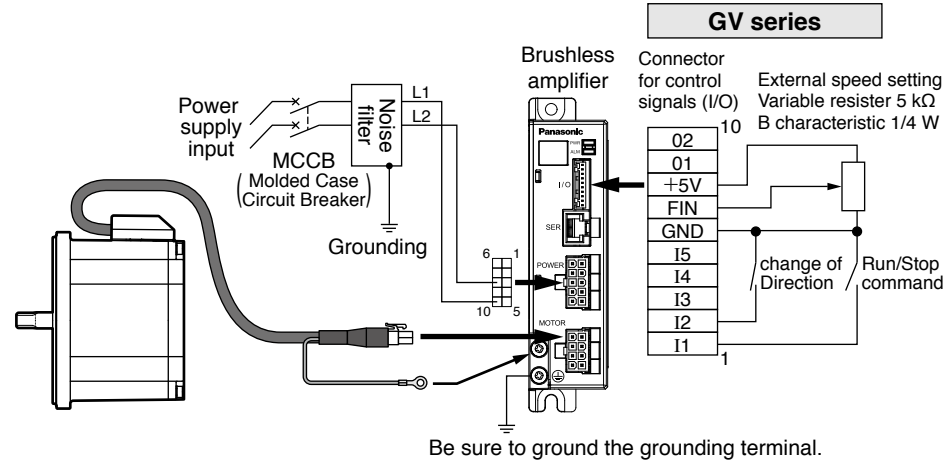 GV series
Brushless
amplifier
Connector
for control
signals (I/O)
External speed setting
Variable resister 5 kΩ
B characteristic 1/4 W
Power
supply
input
L1
L2
Noise
filter
MCCB
(Molded Case
Circuit Breaker)
Grounding
Panasonic
PWR
ALM
I/O
SER
POWER
MOTOR
6
1
10
5
10
02
01
+5V
FIN
GND
I5
I4
I3
I2
I1
1
change of
Direction
Run/Stop
command
Be sure to ground the grounding terminal.